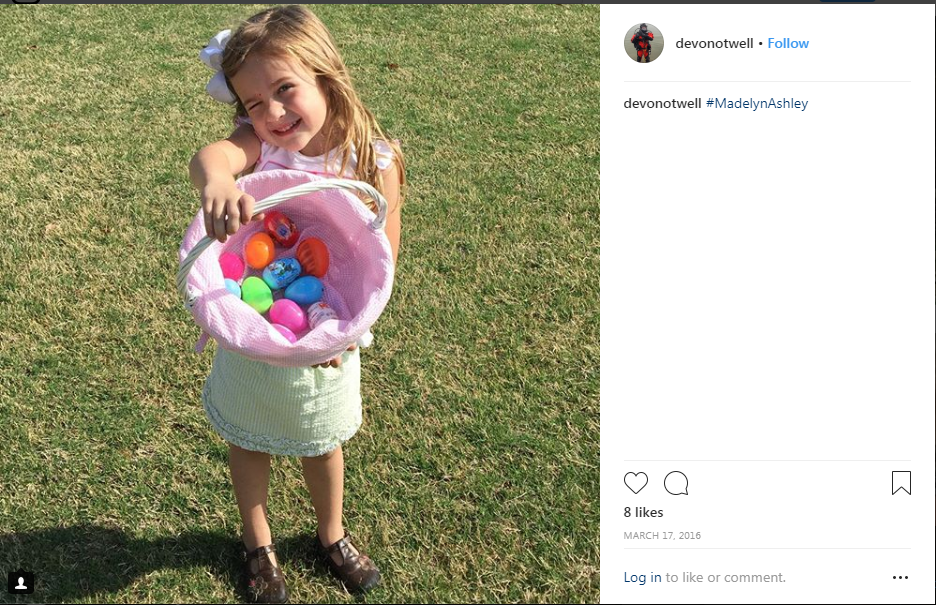 devonotwell • Follow
devonotwell #MadelynAshley
8 likes
MARCH 17, 2016
Log in to like or comment.